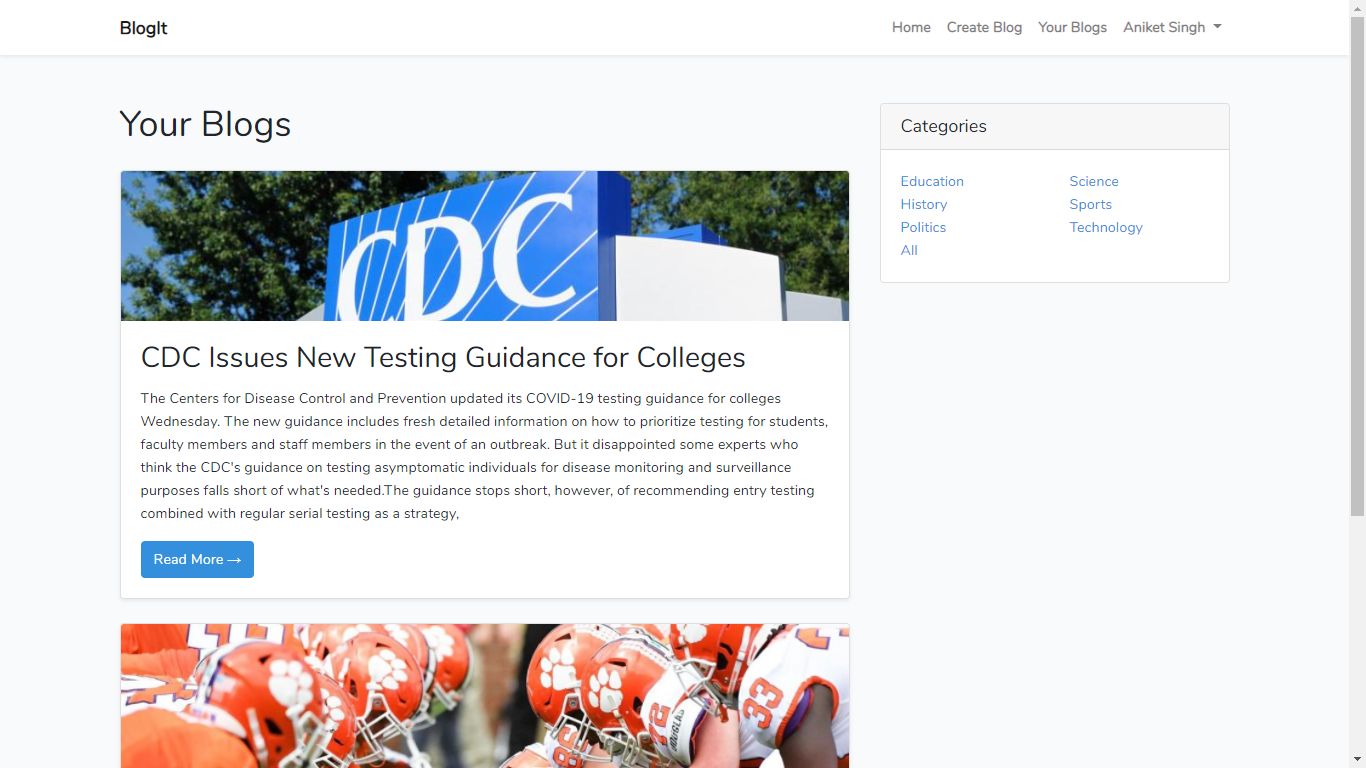 BlogIt
Home Create Blog Your Blogs Aniket Singh
Your Blogs
CDC
CDC Issues New Testing Guidance for Colleges
The Centers for Disease Control and Prevention updated its COVID-19 testing guidance for colleges
Wednesday. The new guidance includes fresh detailed information on how to prioritize testing for students,
faculty members and staff members in the event of an outbreak. But it disappointed some experts who
think the CDC's guidance on testing asymptomatic individuals for disease monitoring and surveillance
purposes falls short of what's needed.The guidance stops short, however, of recommending entry testing
combined with regular serial testing as a strategy,
Read More →
33
72
DOUGLAS
86
Categories
Education
Science
History
Sports
Politics
Technology
All